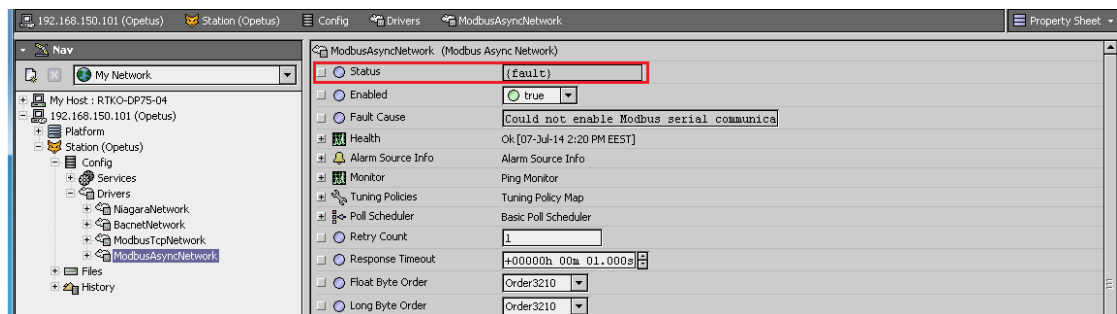 192.168.150.101 (Opetus) Station (Opetus) Config Drivers ModbusAsyncNetwork Property Sheet
Nav
My Network
My Host : RTKO-DP75-04
192.168.150.101 (Opetus)
Platform
Station (Opetus)
Config
Services
Drivers
NiagaraNetwork
BacnetNetwork
ModbusTcpNetwork
ModbusAsyncNetwork
Files
History
ModbusAsyncNetwork (Modbus Async Network)
Status {fault}
Enabled true
Fault Cause Could not enable Modbus serial communica
Health Ok [07-Jul-14 2:20 PM EEST]
Alarm Source Info Alarm Source Info
Monitor Ping Monitor
Tuning Policies Tuning Policy Map
Poll Scheduler Basic Poll Scheduler
Retry Count 1
Response Timeout +00000h 00m 01.000s
Float Byte Order Order3210
Long Byte Order Order3210